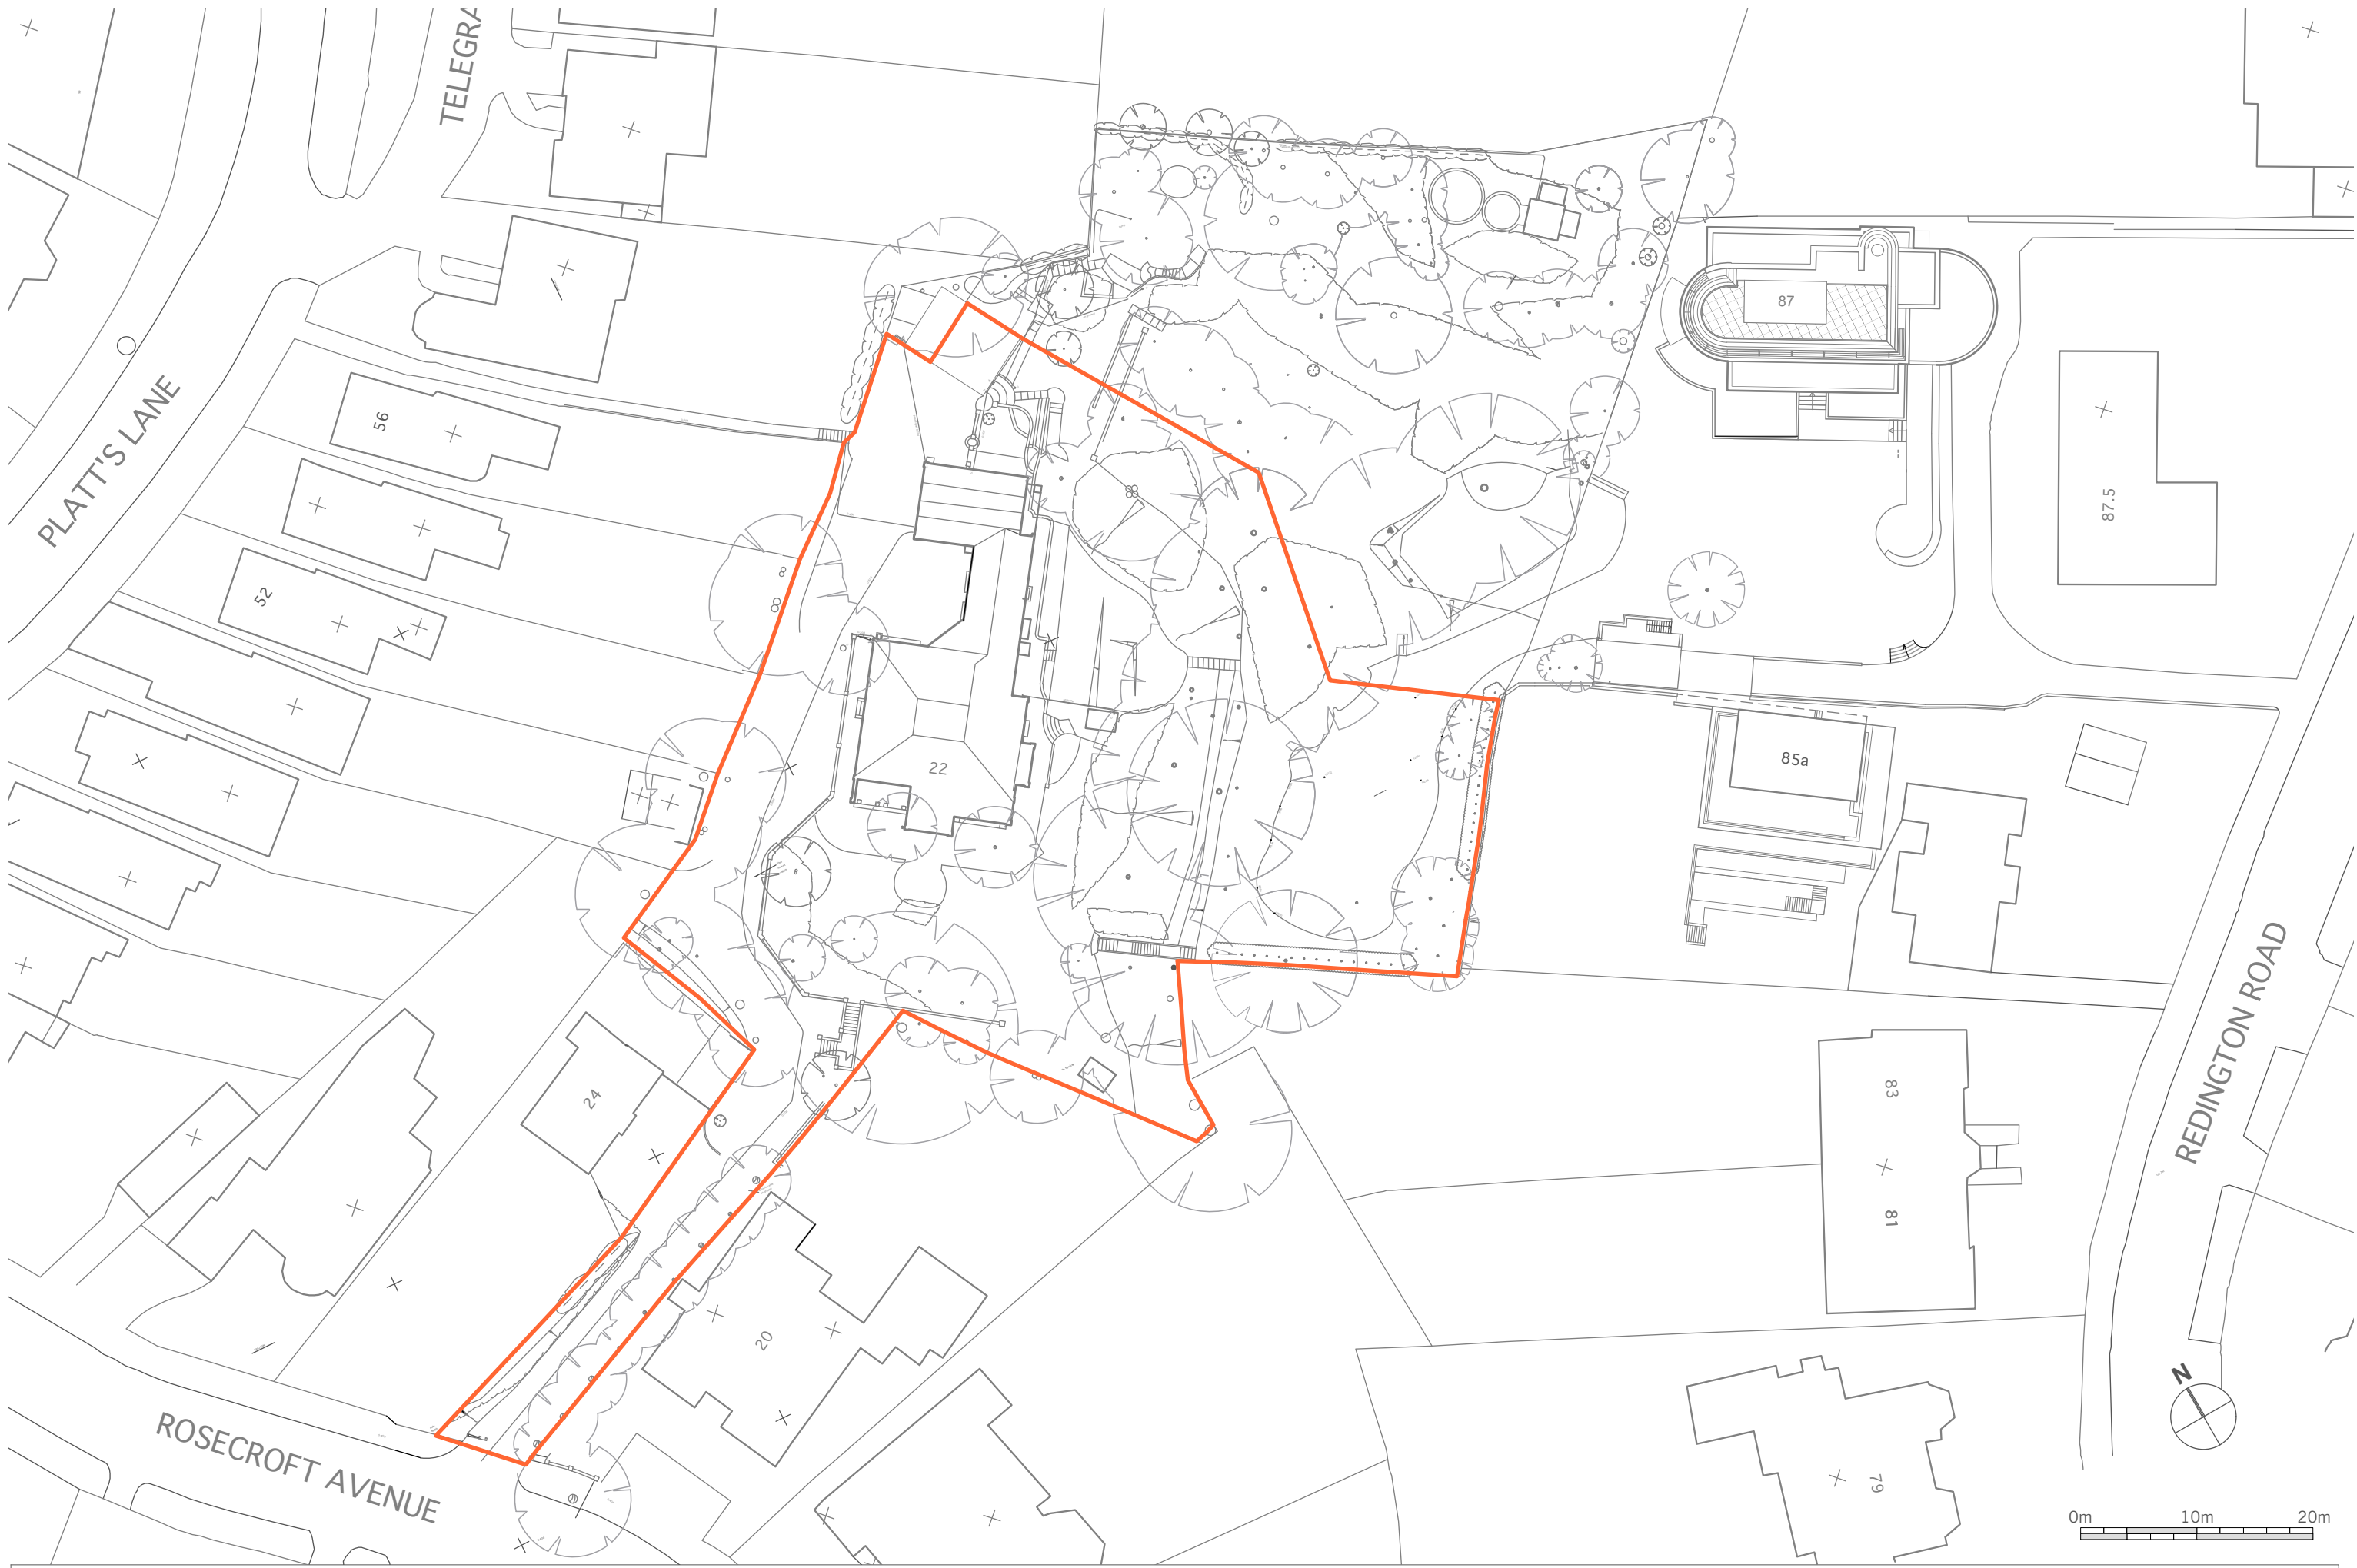 TELEGRA
PLATT'S LANE
56
52
87
87.5
22
85a
24
20
83
81
REDINGTON ROAD
ROSECROFT AVENUE
79
N
0m 10m 20m